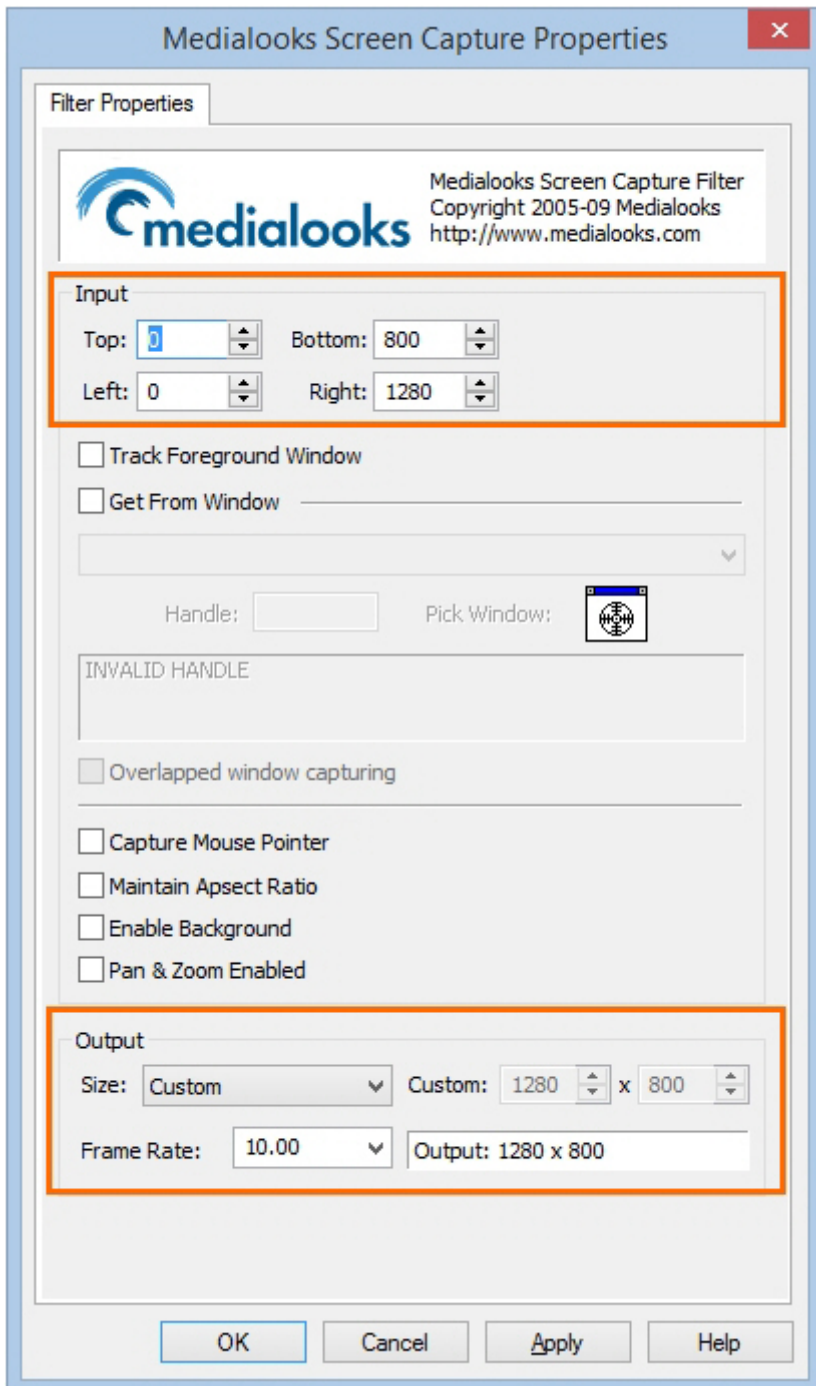 Medialooks Screen Capture Properties
Filter Properties
medialooks
Medialooks Screen Capture Filter
Copyright 2005-09 Medialooks
http://www.medialooks.com
Input
Top: 0 Bottom: 800
Left: 0 Right: 1280
Track Foreground Window
Get From Window
Handle: Pick Window:
INVALID HANDLE
Overlapped window capturing
Capture Mouse Pointer
Maintain Apsect Ratio
Enable Background
Pan & Zoom Enabled
Output
Size: Custom Custom: 1280 x 800
Frame Rate: 10.00 Output: 1280 x 800
OK Cancel Apply Help